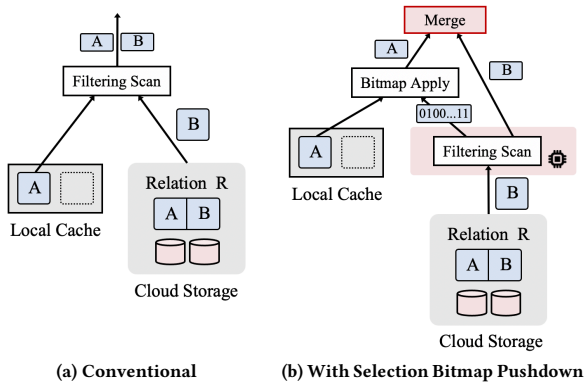 A B
Filtering Scan
B
A
Local Cache
Relation R
A B
Cloud Storage
(a) Conventional
Merge
A
B
Bitmap Apply
0100...11
A
Local Cache
Filtering Scan
B
Relation R
A B
Cloud Storage
(b) With Selection Bitmap Pushdown